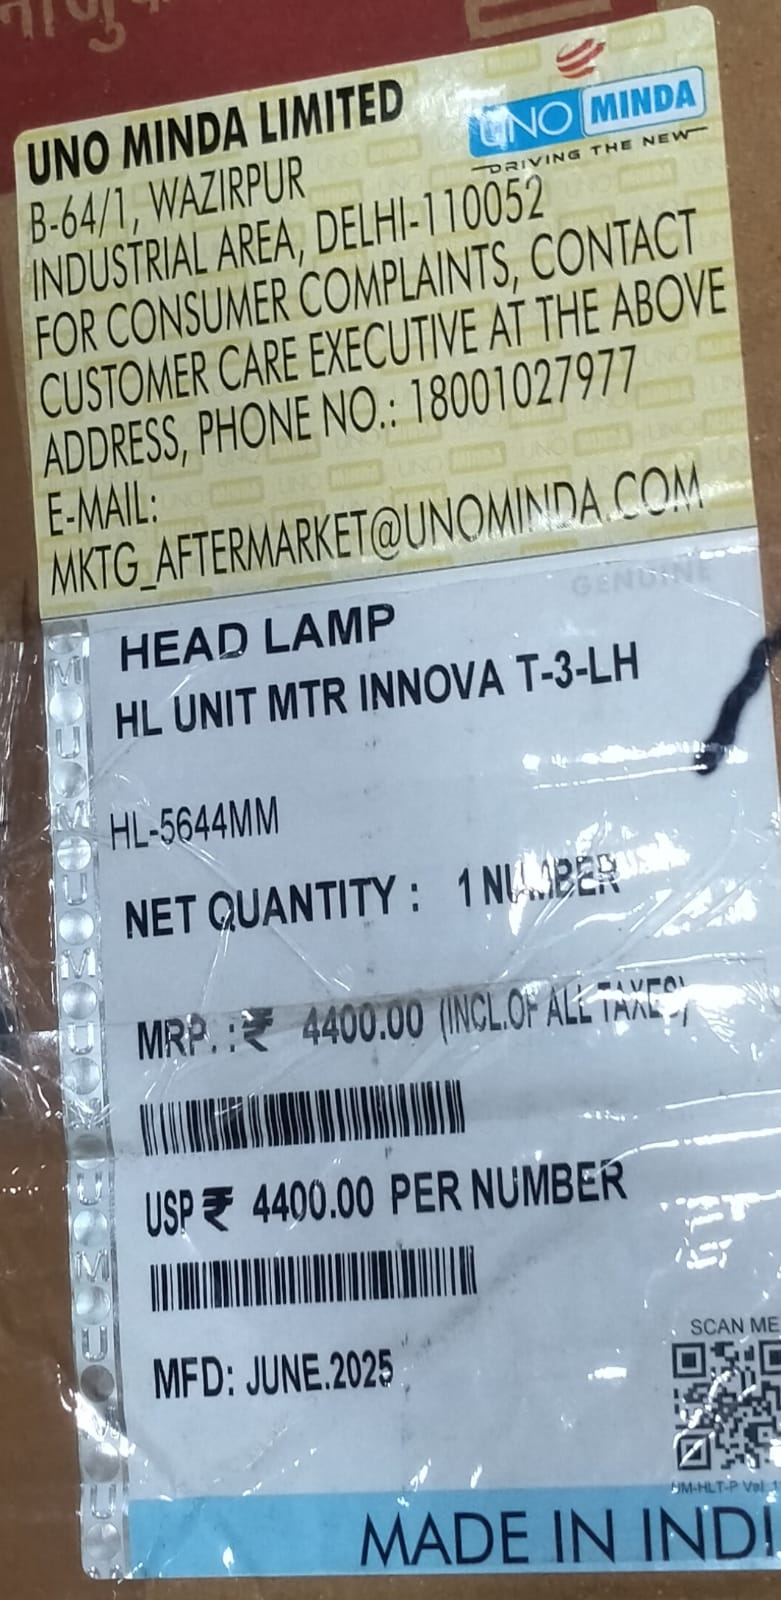 UNO MINDA LIMITED
UNO MINDA
DRIVING THE NEW
B-64/1, WAZIRPUR
INDUSTRIAL AREA, DELHI-110052
FOR CONSUMER COMPLAINTS, CONTACT
CUSTOMER CARE EXECUTIVE AT THE ABOVE
ADDRESS, PHONE NO.: 18001027977
E-MAIL:
MKTG_AFTERMARKET@UNOMINDA.COM
GENUINE
HEAD LAMP
HL UNIT MTR INNOVA T-3-LH
HL-5644MM
NET QUANTITY : 1 NUMBER
MRP. : ₹ 4400.00 (INCL.OF ALL TAXES)
USP ₹ 4400.00 PER NUMBER
MFD: JUNE.2025
SCAN ME
MADE IN INDI